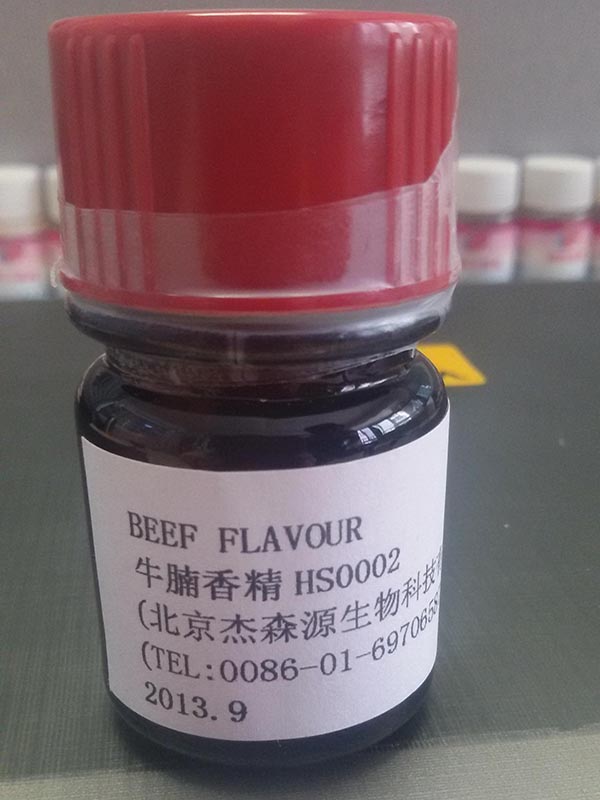 BEEF FLAVOUR
牛腩香精 HS0002
(北京杰森源生物科技
(TEL:0086-01-697065
2013.9